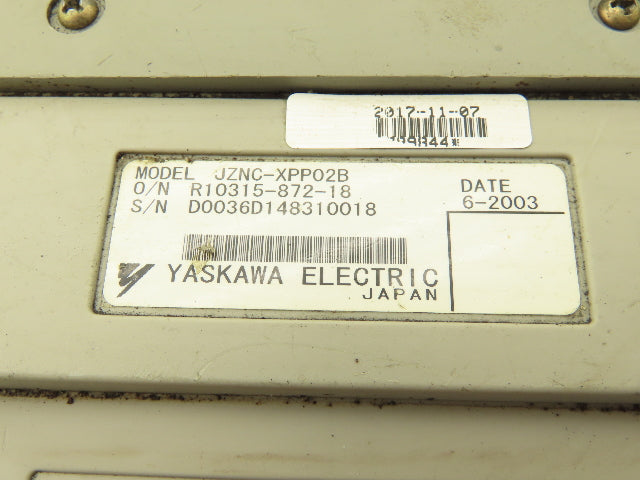 2017-11-07
MODEL JZNC-XPP02B
O/N R10315-872-18
S/N D0036D148310018
DATE
6-2003
YASKAWA ELECTRIC
JAPAN